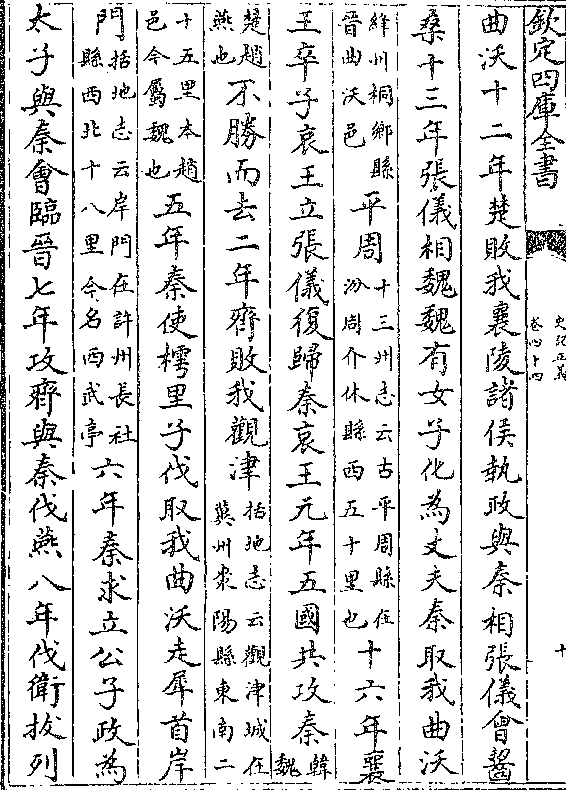 欽定四庫全書
史記正義
卷四十四
十
曲沃十二年楚敗我襄陵諸侯執政與秦相張儀會齧
桑十三年張儀相魏魏有女子化為丈夫秦取我曲沃
絳州桐鄉縣
晉曲沃邑
平周
十三州志云古平周縣在
汾周介休縣西五十里也
十六年襄
王卒子哀王立張儀復歸秦哀王元年五國共攻秦
韓
魏
楚趙
燕也
不勝而去二年齊敗我觀津
括地志云觀津城在
冀州棗陽縣東南二
十五里本趙
邑今屬魏也
五年秦使樗里子伐取我曲沃走犀首岸
門
括地志云岸門在許州長社
縣西北十八里今名西武亭
六年秦求立公子政為
太子與秦會臨晉七年攻齊與秦伐燕八年伐衛拔列